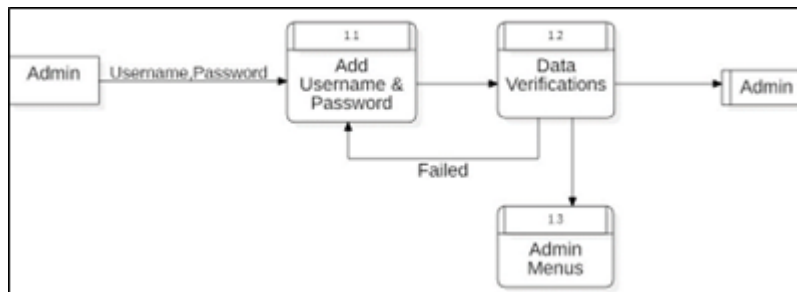 1.1
1.2
Admin
Username,Password
Add
Username &
Password
Data
Verifications
Admin
Failed
1.3
Admin
Menus